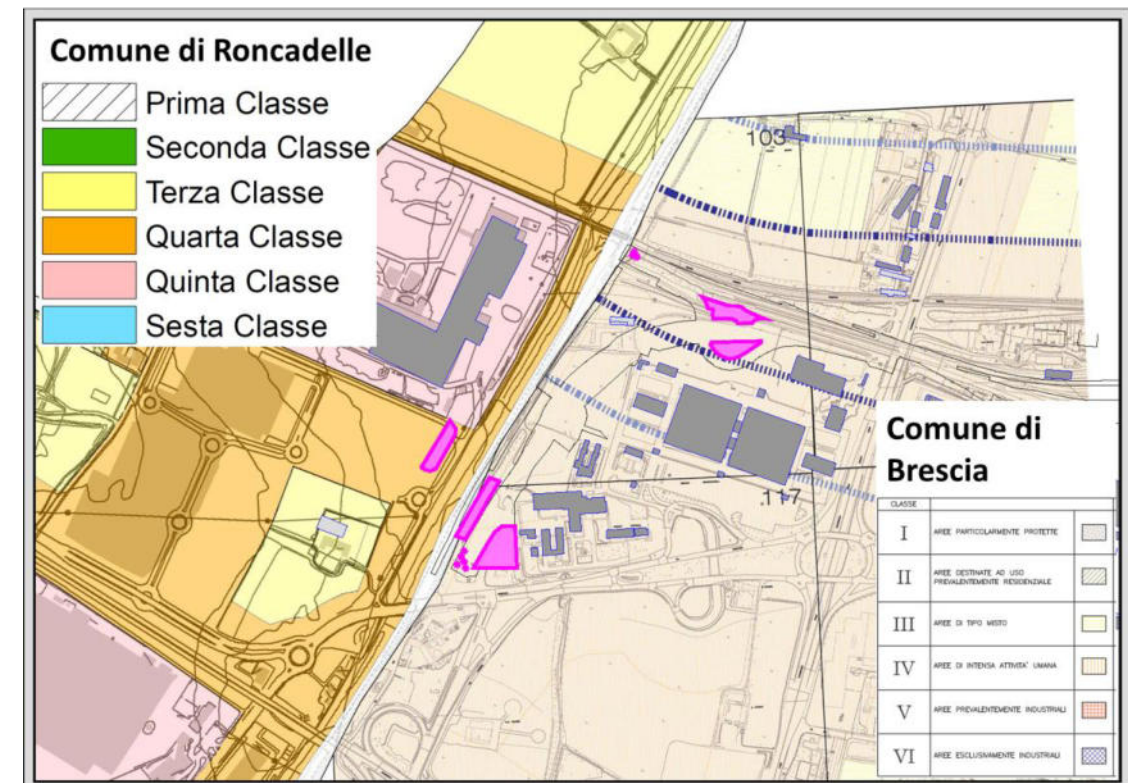 Comune di Roncadelle
Prima Classe
Seconda Classe
Terza Classe
Quarta Classe
Quinta Classe
Sesta Classe
103
117
Comune di
Brescia
CLASSE
I AREE PARTICOLARMENTE PROTETTE
II AREE DESTINATE AD USO
PREVALENTEMENTE RESIDENZIALE
III AREE DI TIPO MISTO
IV AREE DI INTENSA ATTIVITA' UMANA
V AREE PREVALENTEMENTE INDUSTRIALI
VI AREE ESCLUSIVAMENTE INDUSTRIALI